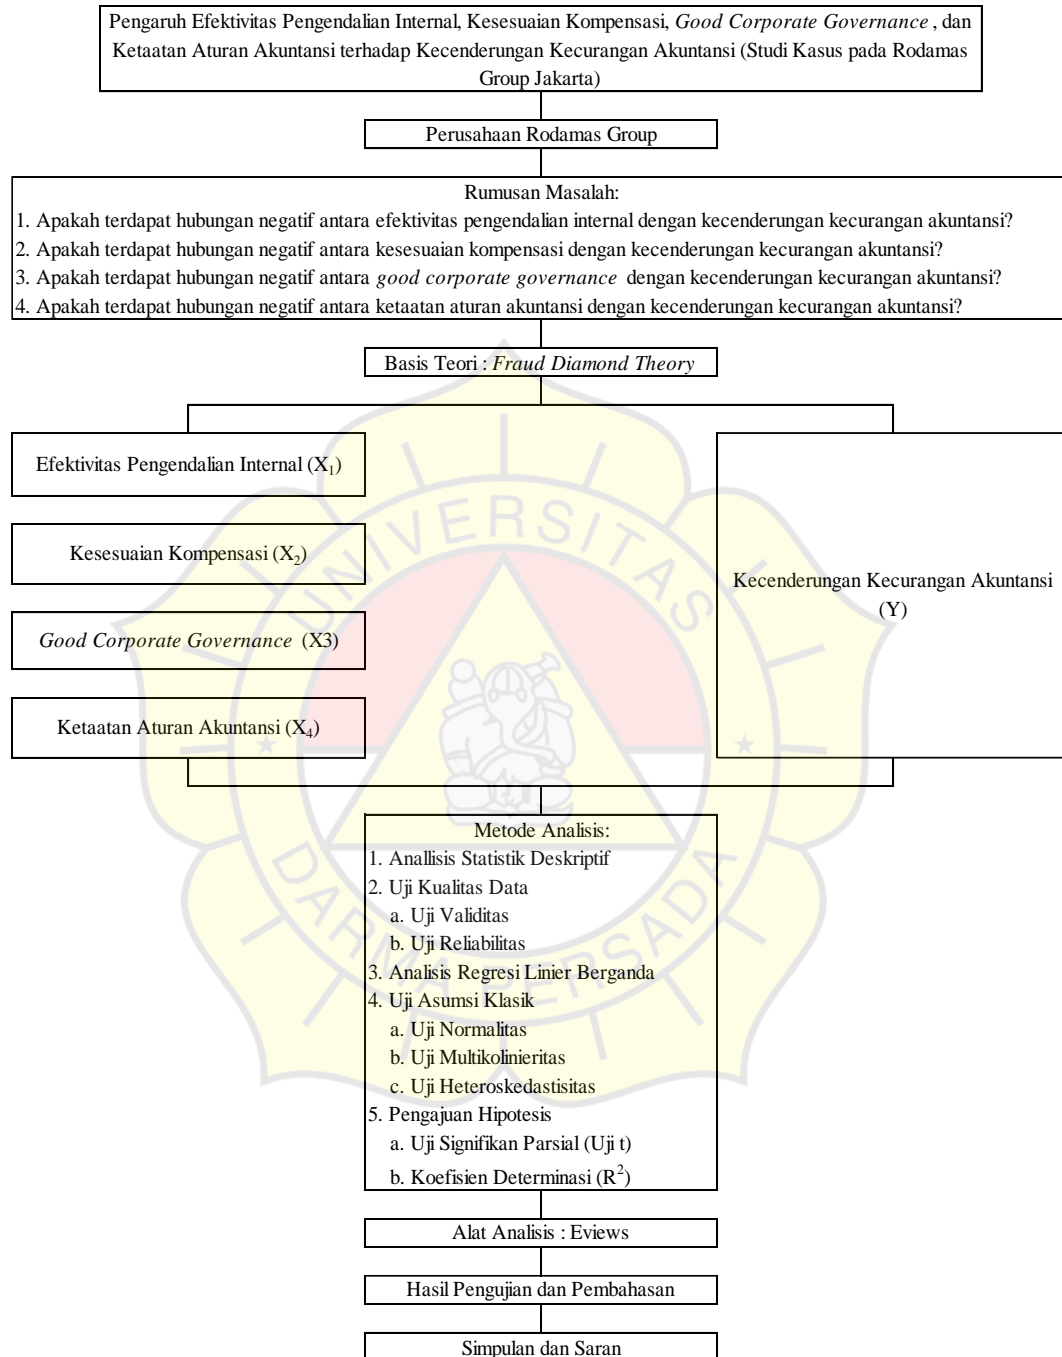 Pengaruh Efektivitas Pengendalian Internal, Kesesuaian Kompensasi, Good Corporate Governance, dan
Ketaatan Aturan Akuntansi terhadap Kecenderungan Kecurangan Akuntansi (Studi Kasus pada Rodamas
Group Jakarta)
Perusahaan Rodamas Group
Rumusan Masalah:
1. Apakah terdapat hubungan negatif antara efektivitas pengendalian internal dengan kecenderungan kecurangan akuntansi?
2. Apakah terdapat hubungan negatif antara kesesuaian kompensasi dengan kecenderungan kecurangan akuntansi?
3. Apakah terdapat hubungan negatif antara good corporate governance dengan kecenderungan kecurangan akuntansi?
4. Apakah terdapat hubungan negatif antara ketaatan aturan akuntansi dengan kecenderungan kecurangan akuntansi?
Basis Teori : Fraud Diamond Theory
Efektivitas Pengendalian Internal (X₁)
Kesesuaian Kompensasi (X₂)
Good Corporate Governance (X3)
Ketaatan Aturan Akuntansi (X₄)
Kecenderungan Kecurangan Akuntansi
(Y)
Metode Analisis:
1. Anallisis Statistik Deskriptif
2. Uji Kualitas Data
a. Uji Validitas
b. Uji Reliabilitas
3. Analisis Regresi Linier Berganda
4. Uji Asumsi Klasik
a. Uji Normalitas
b. Uji Multikolinieritas
c. Uji Heteroskedastisitas
5. Pengajuan Hipotesis
a. Uji Signifikan Parsial (Uji t)
b. Koefisien Determinasi (R²)
Alat Analisis : Eviews
Hasil Pengujian dan Pembahasan
Simpulan dan Saran
UNIVERSITAS
DARMA PERSADA